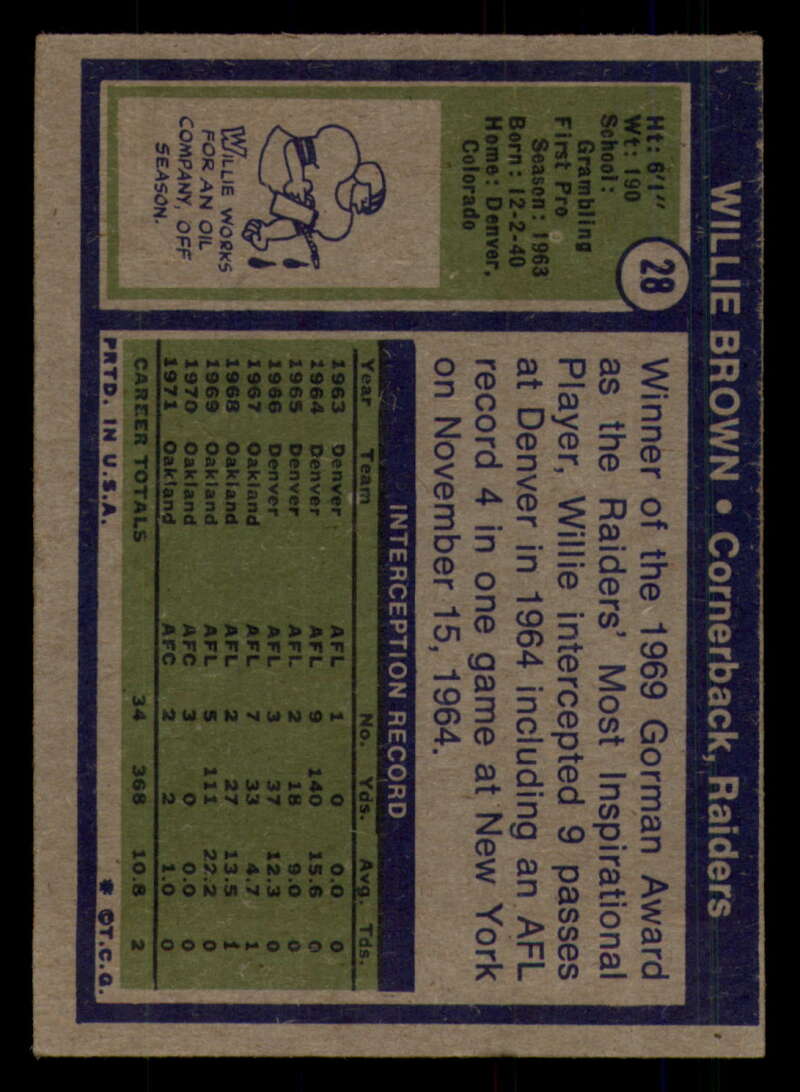 WILLIE BROWN • Cornerback, Raiders
28
Ht: 6'1"
Wt: 190
School:
Grambling
First Pro
Season: 1963
Born: 12-2-40
Home: Denver,
Colorado
WILLIE WORKS
FOR AN OIL
COMPANY, OFF
SEASON.
Winner of the 1969 Gorman Award
as the Raiders' Most Inspirational
Player, Willie intercepted 9 passes
at Denver in 1964 including an AFL
record 4 in one game at New York
on November 15, 1964.
INTERCEPTION RECORD
Year Team No. Yds. Avg. Tds.
1963 Denver AFL 1 0 0.0 0
1964 Denver AFL 9 140 15.6 0
1965 Denver AFL 2 18 9.0 0
1966 Denver AFL 3 37 12.3 0
1967 Oakland AFL 7 33 4.7 1
1968 Oakland AFL 2 27 13.5 1
1969 Oakland AFL 5 111 22.2 0
1970 Oakland AFC 3 0 0.0 0
1971 Oakland AFC 2 2 1.0 0
CAREER TOTALS 34 368 10.8 2
PRTD. IN U.S.A. * ©T.C.G.